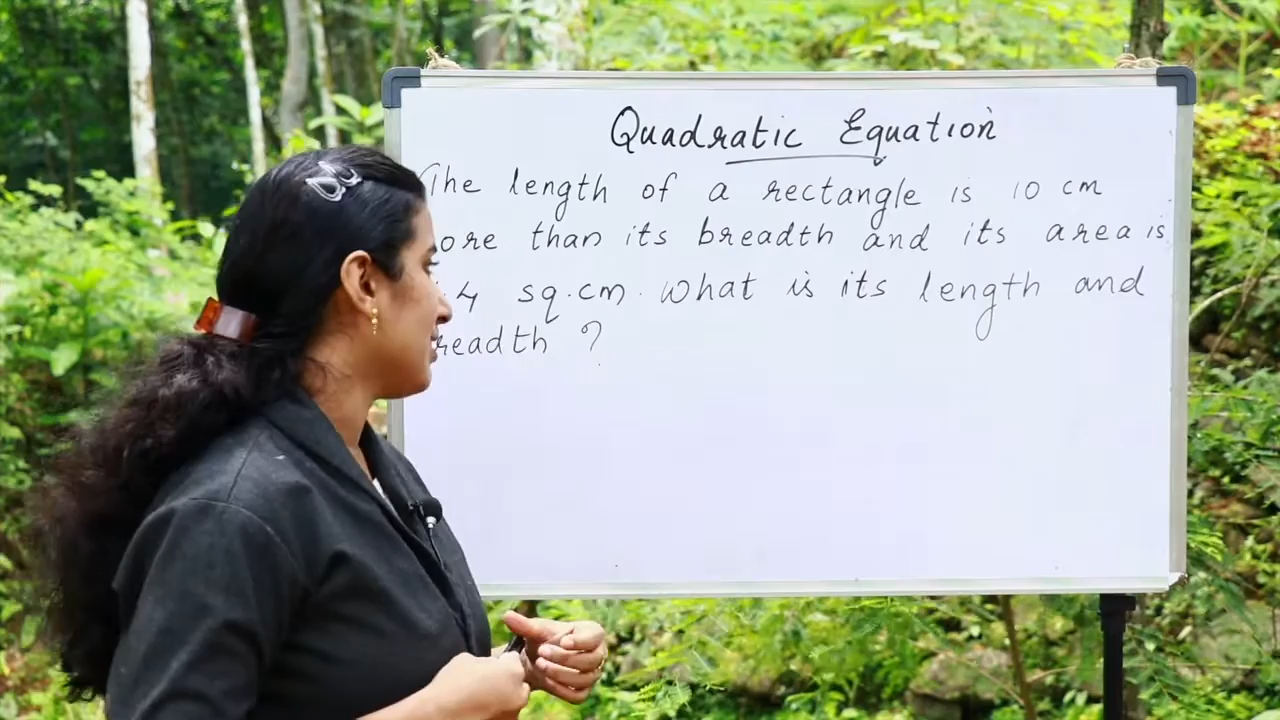 Quadratic Equation
The length of a rectangle is 10 cm
ore than its breadth and its area is
4 sq.cm. What is its length and
readth ?